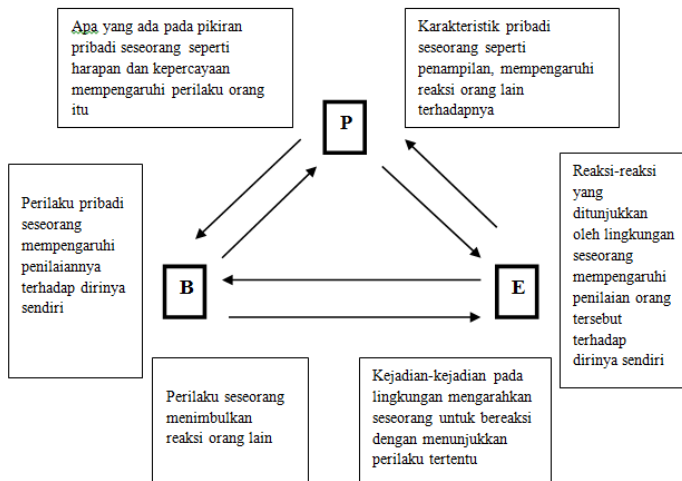 Apa yang ada pada pikiran
pribadi seseorang seperti
harapan dan kepercayaan
mempengaruhi perilaku orang
itu
Karakteristik pribadi
seseorang seperti
penampilan, mempengaruhi
reaksi orang lain
terhadapnya
P
Perilaku pribadi
seseorang
mempengaruhi
penilaiannya
terhadap dirinya
sendiri
B
E
Reaksi-reaksi
yang
ditunjukkan
oleh lingkungan
seseorang
mempengaruhi
penilaian orang
tersebut
terhadap
dirinya sendiri
Perilaku seseorang
menimbulkan
reaksi orang lain
Kejadian-kejadian pada
lingkungan mengarahkan
seseorang untuk bereaksi
dengan menunjukkan
perilaku tertentu